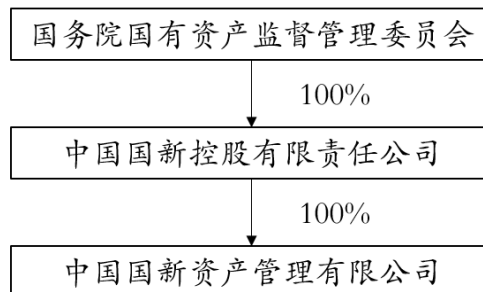 国务院国有资产监督管理委员会
100%
中国国新控股有限责任公司
100%
中国国新资产管理有限公司